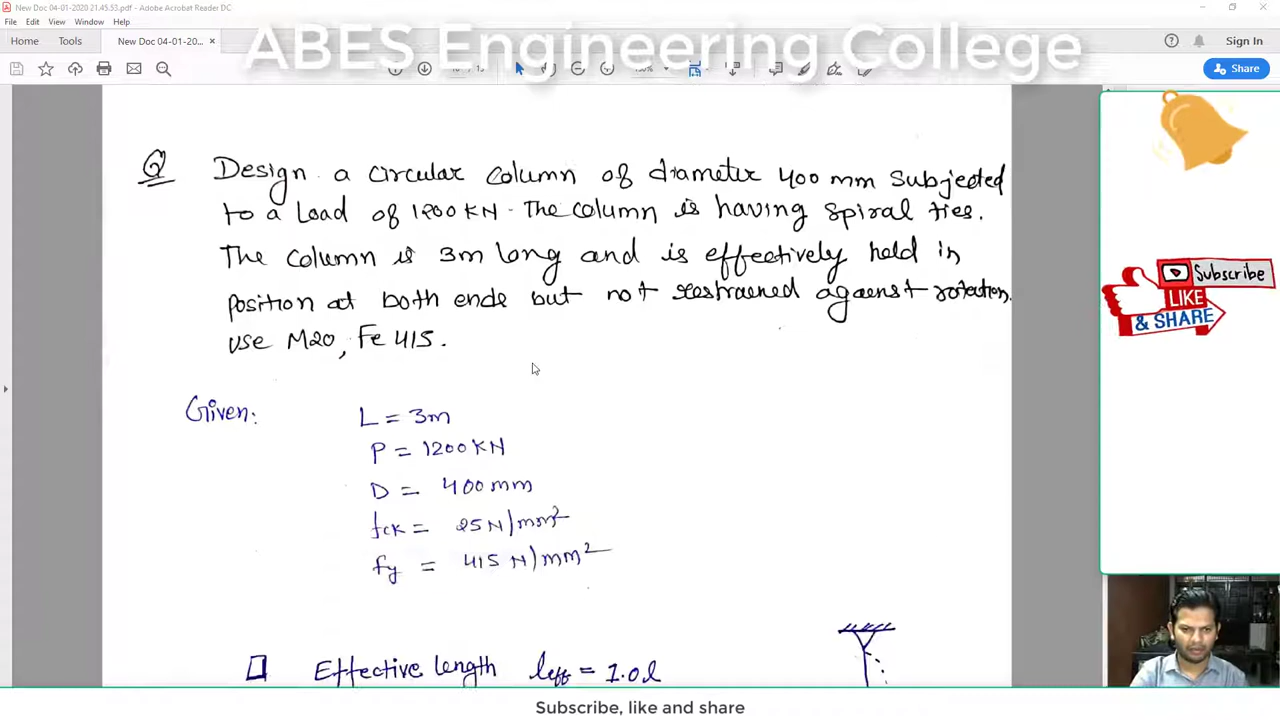 New Doc 04-01-2020 21.45.53.pdf - Adobe Acrobat Reader DC
File Edit View Window Help
Home Tools New Doc 04-01-20... × Sign In
ABES Engineering College
Share
Q Design a circular column of diameter 400 mm subjected
to a load of 1200 KN. The column is having spiral ties.
The column is 3m long and is effectively held in
position at both ends but not restrained against rotation.
use M20, Fe 415.
Given: L = 3m
P = 1200 KN
D = 400 mm
fck = 25 N/mm²
fy = 415 N/mm²
Effective length leff = 1.0l
Subscribe
LIKE
& SHARE
Subscribe, like and share